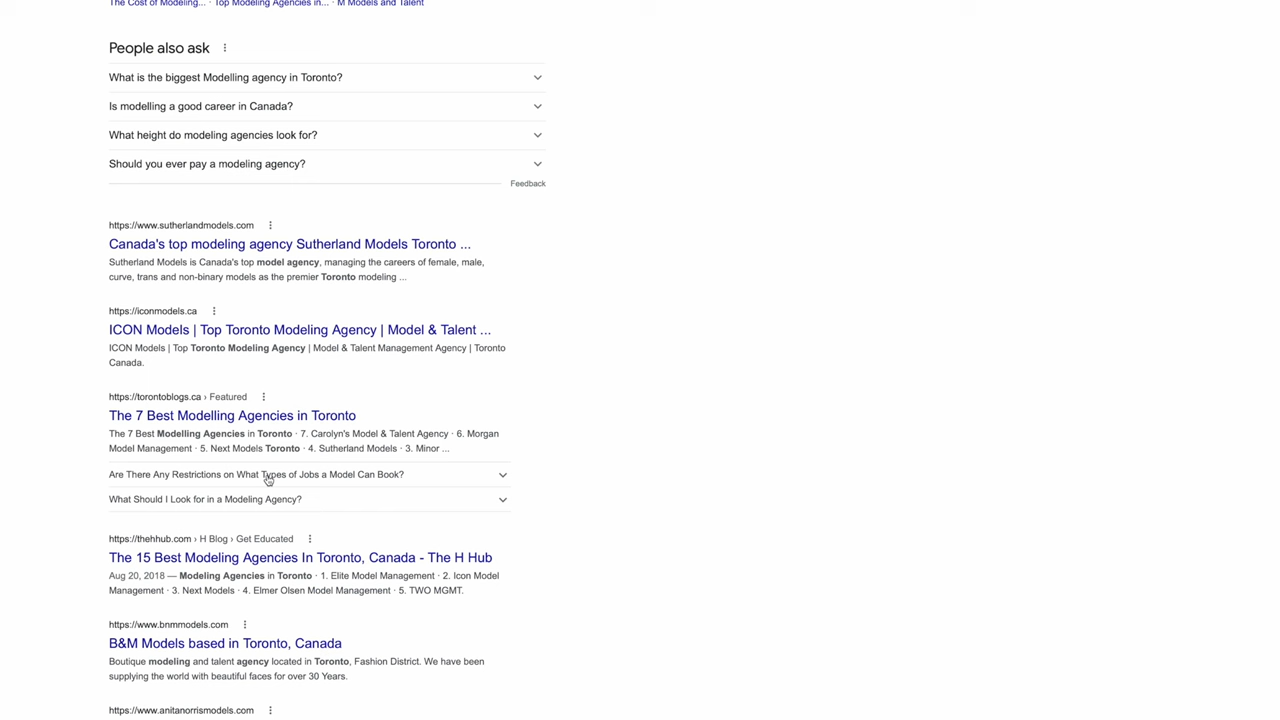 The Cost of Modeling... · Top Modeling Agencies in... · M Models and Talent
People also ask
What is the biggest Modelling agency in Toronto?
Is modelling a good career in Canada?
What height do modeling agencies look for?
Should you ever pay a modeling agency?
Feedback
https://www.sutherlandmodels.com
Canada's top modeling agency Sutherland Models Toronto ...
Sutherland Models is Canada's top model agency, managing the careers of female, male,
curve, trans and non-binary models as the premier Toronto modeling ...
https://iconmodels.ca
ICON Models | Top Toronto Modeling Agency | Model & Talent ...
ICON Models | Top Toronto Modeling Agency | Model & Talent Management Agency | Toronto
Canada.
https://torontoblogs.ca › Featured
The 7 Best Modelling Agencies in Toronto
The 7 Best Modelling Agencies in Toronto · 7. Carolyn's Model & Talent Agency · 6. Morgan
Model Management · 5. Next Models Toronto · 4. Sutherland Models · 3. Minor ...
Are There Any Restrictions on What Types of Jobs a Model Can Book?
What Should I Look for in a Modeling Agency?
https://thehhub.com › H Blog › Get Educated
The 15 Best Modeling Agencies In Toronto, Canada - The H Hub
Aug 20, 2018 — Modeling Agencies in Toronto · 1. Elite Model Management · 2. Icon Model
Management · 3. Next Models · 4. Elmer Olsen Model Management · 5. TWO MGMT.
https://www.bnmmodels.com
B&M Models based in Toronto, Canada
Boutique modeling and talent agency located in Toronto, Fashion District. We have been
supplying the world with beautiful faces for over 30 Years.
https://www.anitanorrismodels.com